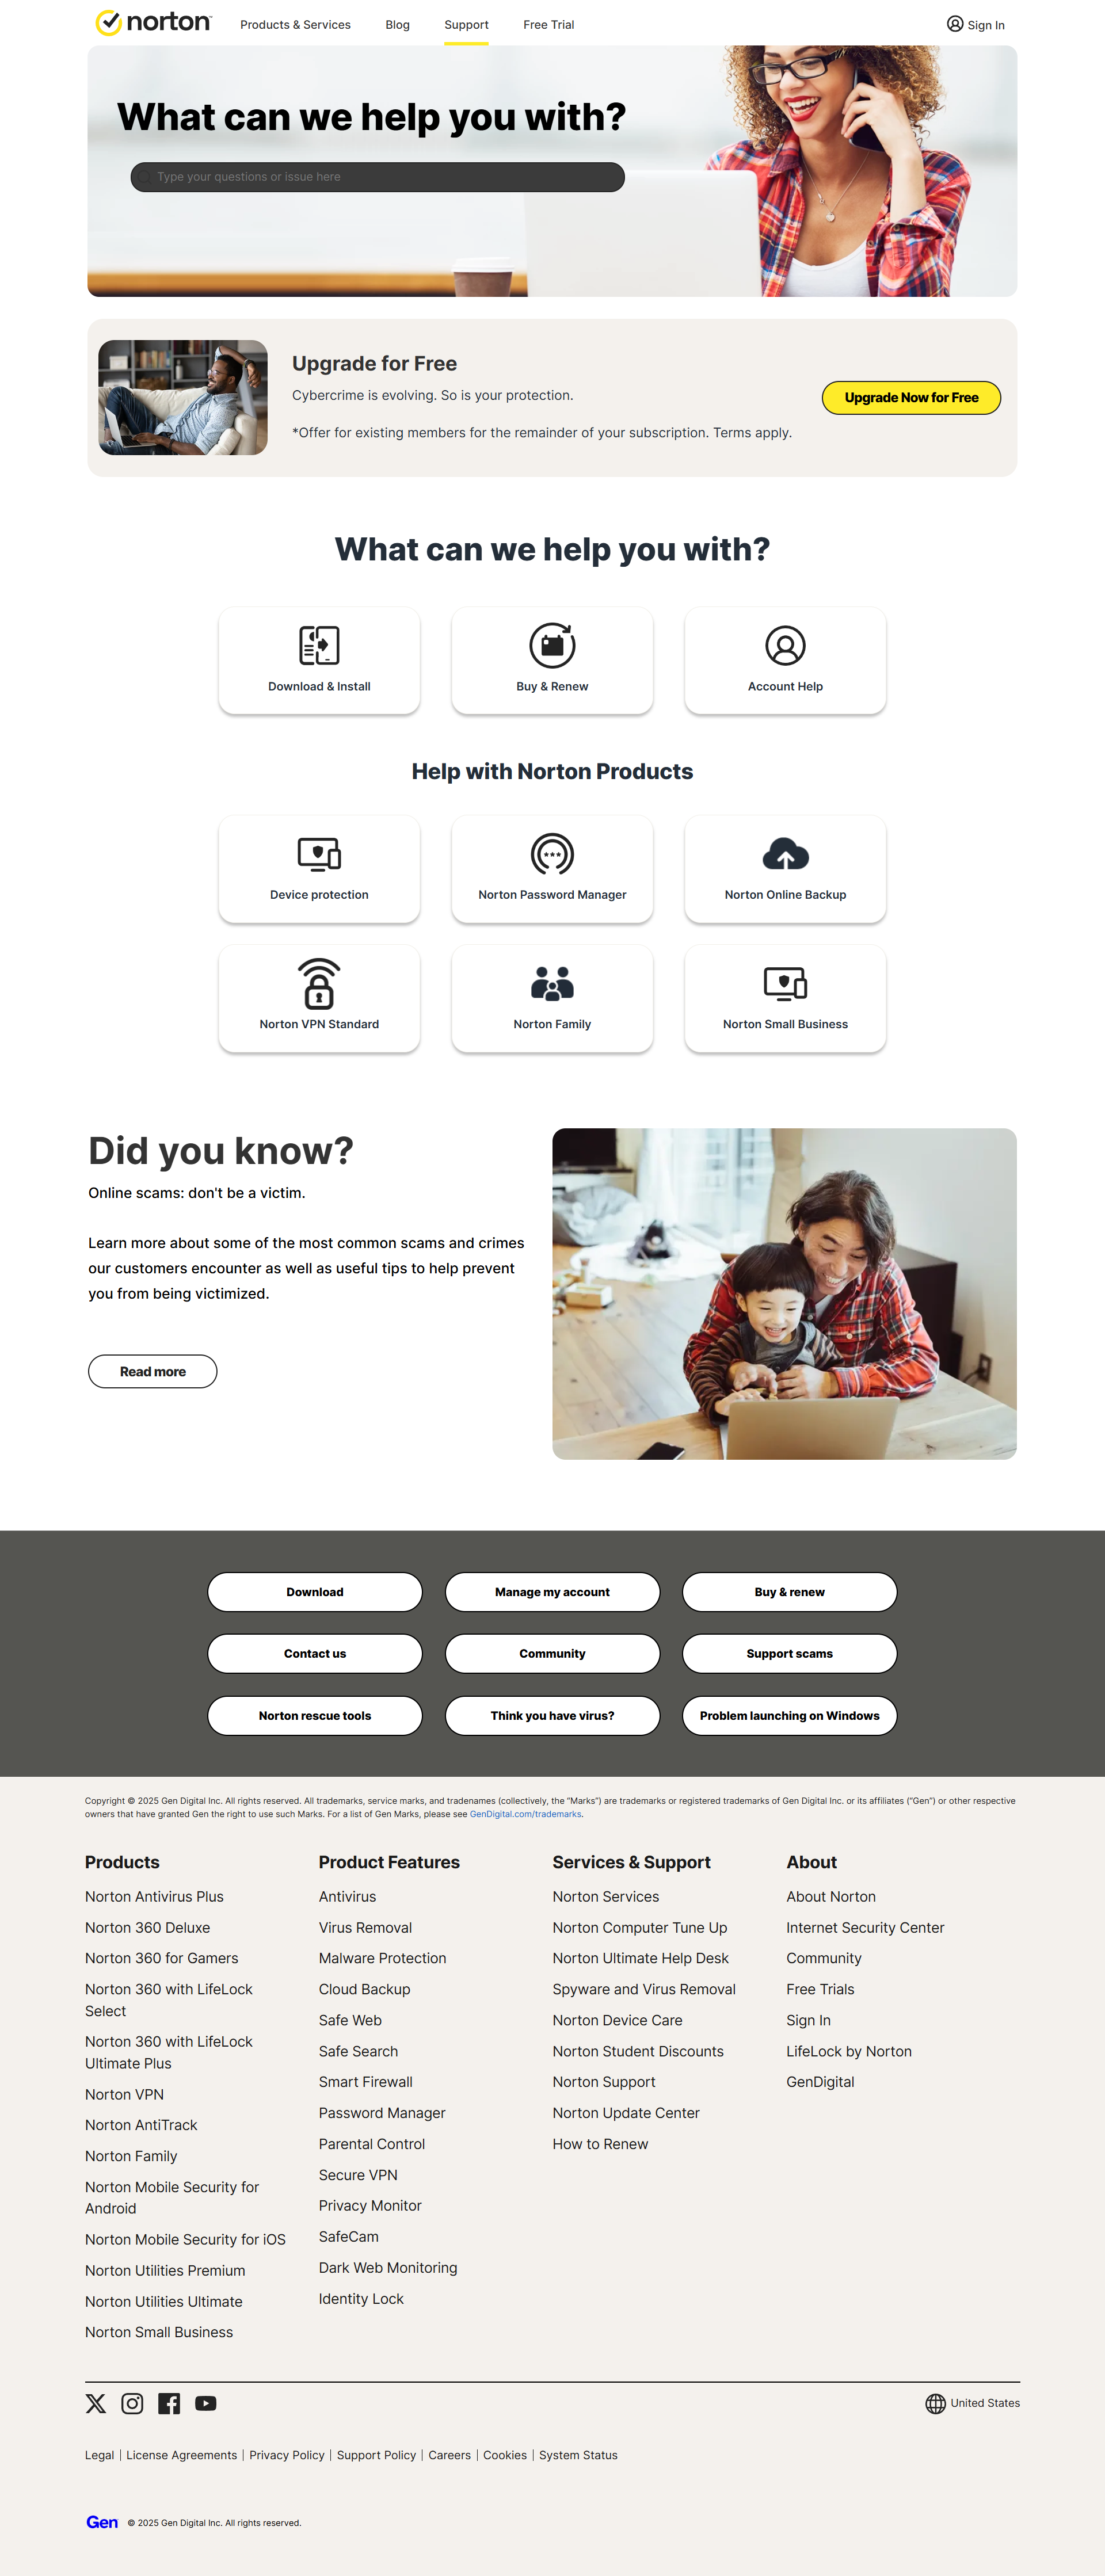 norton
Products & Services
Blog
Support
Free Trial
Sign In
What can we help you with?
Type your questions or issue here
Upgrade for Free
Cybercrime is evolving. So is your protection.
*Offer for existing members for the remainder of your subscription. Terms apply.
Upgrade Now for Free
What can we help you with?
Download & Install
Buy & Renew
Account Help
Help with Norton Products
Device protection
Norton Password Manager
Norton Online Backup
Norton VPN Standard
Norton Family
Norton Small Business
Did you know?
Online scams: don't be a victim.
Learn more about some of the most common scams and crimes
our customers encounter as well as useful tips to help prevent
you from being victimized.
Read more
Download
Manage my account
Buy & renew
Contact us
Community
Support scams
Norton rescue tools
Think you have virus?
Problem launching on Windows
Copyright © 2025 Gen Digital Inc. All rights reserved. All trademarks, service marks, and tradenames (collectively, the "Marks") are trademarks or registered trademarks of Gen Digital Inc. or its affiliates ("Gen") or other respective
owners that have granted Gen the right to use such Marks. For a list of Gen Marks, please see GenDigital.com/trademarks.
Products
Norton Antivirus Plus
Norton 360 Deluxe
Norton 360 for Gamers
Norton 360 with LifeLock
Select
Norton 360 with LifeLock
Ultimate Plus
Norton VPN
Norton AntiTrack
Norton Family
Norton Mobile Security for
Android
Norton Mobile Security for iOS
Norton Utilities Premium
Norton Utilities Ultimate
Norton Small Business
Product Features
Antivirus
Virus Removal
Malware Protection
Cloud Backup
Safe Web
Safe Search
Smart Firewall
Password Manager
Parental Control
Secure VPN
Privacy Monitor
SafeCam
Dark Web Monitoring
Identity Lock
Services & Support
Norton Services
Norton Computer Tune Up
Norton Ultimate Help Desk
Spyware and Virus Removal
Norton Device Care
Norton Student Discounts
Norton Support
Norton Update Center
How to Renew
About
About Norton
Internet Security Center
Community
Free Trials
Sign In
LifeLock by Norton
GenDigital
United States
Legal | License Agreements | Privacy Policy | Support Policy | Careers | Cookies | System Status
Gen © 2025 Gen Digital Inc. All rights reserved.